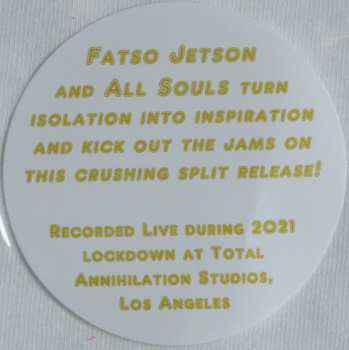 Fatso Jetson
and All Souls turn
isolation into inspiration
and kick out the jams on
this crushing split release!
Recorded Live during 2021
lockdown at Total
Annihilation Studios,
Los Angeles